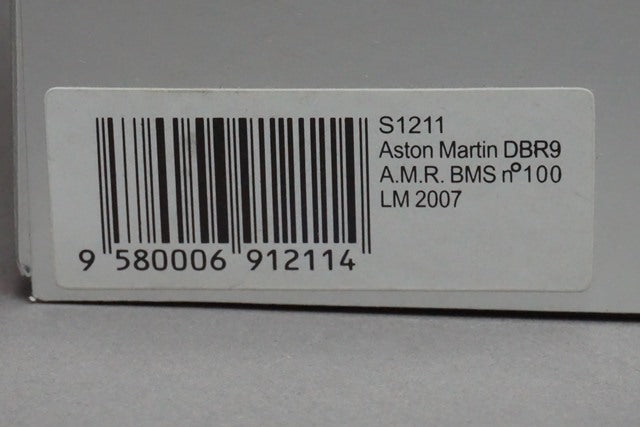 S1211
Aston Martin DBR9
A.M.R. BMS nº100
LM 2007
9 580006 912114